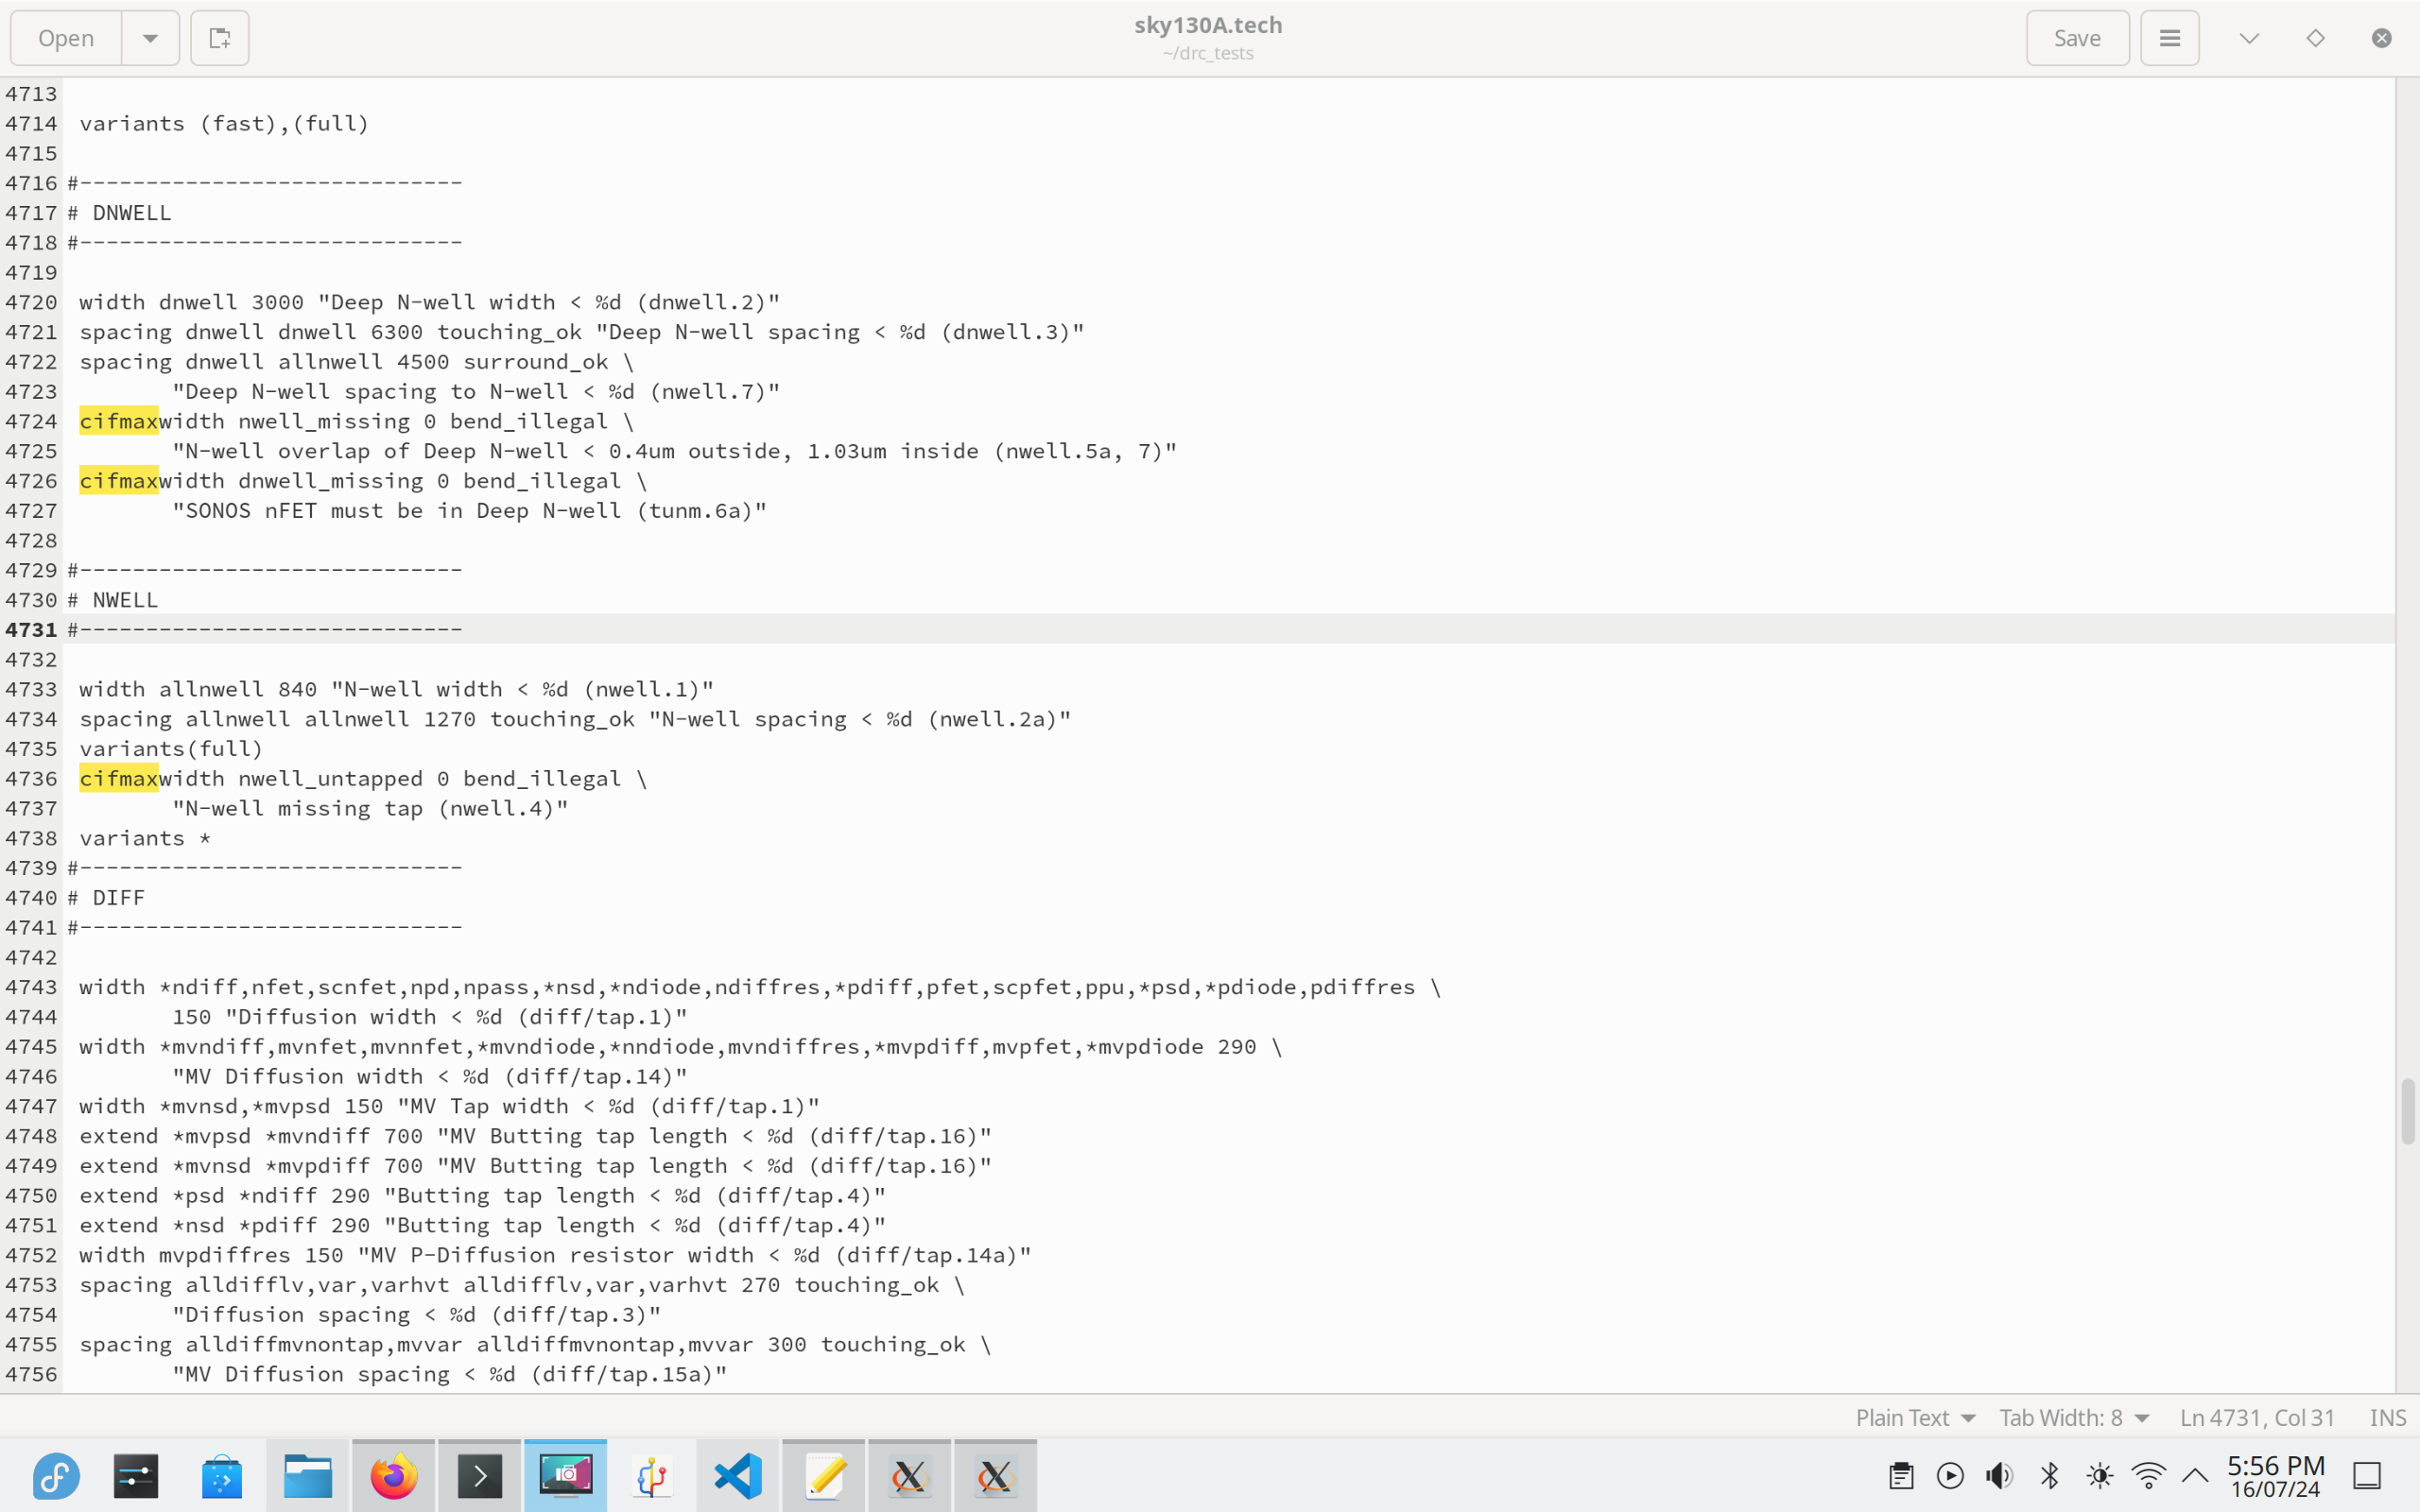 Open
sky130A.tech
~/drc_tests
Save
4713
4714 variants (fast),(full)
4715
4716 #-----------------------------
4717 # DNWELL
4718 #-----------------------------
4719
4720 width dnwell 3000 "Deep N-well width < %d (dnwell.2)"
4721 spacing dnwell dnwell 6300 touching_ok "Deep N-well spacing < %d (dnwell.3)"
4722 spacing dnwell allnwell 4500 surround_ok \
4723 "Deep N-well spacing to N-well < %d (nwell.7)"
4724 cifmaxwidth nwell_missing 0 bend_illegal \
4725 "N-well overlap of Deep N-well < 0.4um outside, 1.03um inside (nwell.5a, 7)"
4726 cifmaxwidth dnwell_missing 0 bend_illegal \
4727 "SONOS nFET must be in Deep N-well (tunm.6a)"
4728
4729 #-----------------------------
4730 # NWELL
4731 #-----------------------------
4732
4733 width allnwell 840 "N-well width < %d (nwell.1)"
4734 spacing allnwell allnwell 1270 touching_ok "N-well spacing < %d (nwell.2a)"
4735 variants(full)
4736 cifmaxwidth nwell_untapped 0 bend_illegal \
4737 "N-well missing tap (nwell.4)"
4738 variants *
4739 #-----------------------------
4740 # DIFF
4741 #-----------------------------
4742
4743 width *ndiff,nfet,scnfet,npd,npass,*nsd,*ndiode,ndiffres,*pdiff,pfet,scpfet,ppu,*psd,*pdiode,pdiffres \
4744 150 "Diffusion width < %d (diff/tap.1)"
4745 width *mvndiff,mvnfet,mvnnfet,*mvndiode,*nndiode,mvndiffres,*mvpdiff,mvpfet,*mvpdiode 290 \
4746 "MV Diffusion width < %d (diff/tap.14)"
4747 width *mvnsd,*mvpsd 150 "MV Tap width < %d (diff/tap.1)"
4748 extend *mvpsd *mvndiff 700 "MV Butting tap length < %d (diff/tap.16)"
4749 extend *mvnsd *mvpdiff 700 "MV Butting tap length < %d (diff/tap.16)"
4750 extend *psd *ndiff 290 "Butting tap length < %d (diff/tap.4)"
4751 extend *nsd *pdiff 290 "Butting tap length < %d (diff/tap.4)"
4752 width mvpdiffres 150 "MV P-Diffusion resistor width < %d (diff/tap.14a)"
4753 spacing alldifflv,var,varhvt alldifflv,var,varhvt 270 touching_ok \
4754 "Diffusion spacing < %d (diff/tap.3)"
4755 spacing alldiffmvnontap,mvvar alldiffmvnontap,mvvar 300 touching_ok \
4756 "MV Diffusion spacing < %d (diff/tap.15a)"
Plain Text Tab Width: 8 Ln 4731, Col 31 INS
5:56 PM
16/07/24